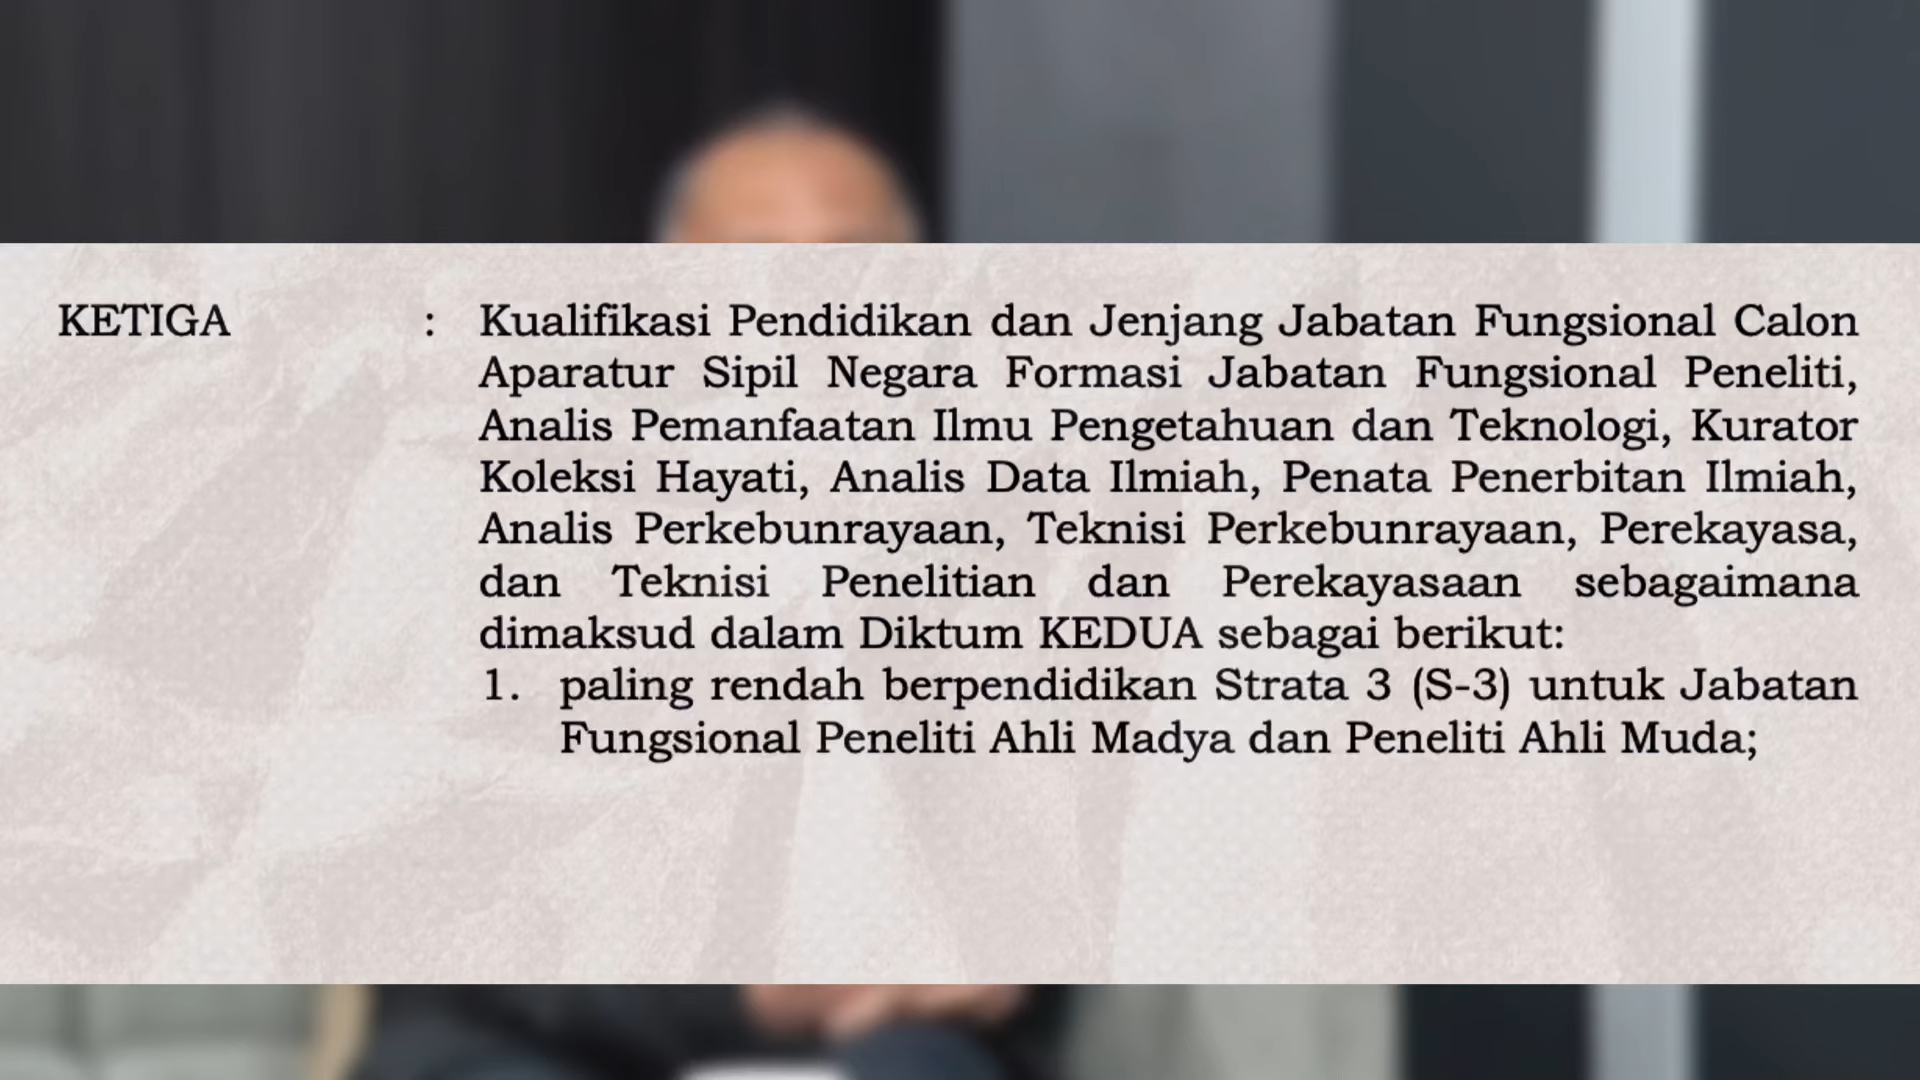 KETIGA : Kualifikasi Pendidikan dan Jenjang Jabatan Fungsional Calon
Aparatur Sipil Negara Formasi Jabatan Fungsional Peneliti,
Analis Pemanfaatan Ilmu Pengetahuan dan Teknologi, Kurator
Koleksi Hayati, Analis Data Ilmiah, Penata Penerbitan Ilmiah,
Analis Perkebunrayaan, Teknisi Perkebunrayaan, Perekayasa,
dan Teknisi Penelitian dan Perekayasaan sebagaimana
dimaksud dalam Diktum KEDUA sebagai berikut:
1. paling rendah berpendidikan Strata 3 (S-3) untuk Jabatan
Fungsional Peneliti Ahli Madya dan Peneliti Ahli Muda;